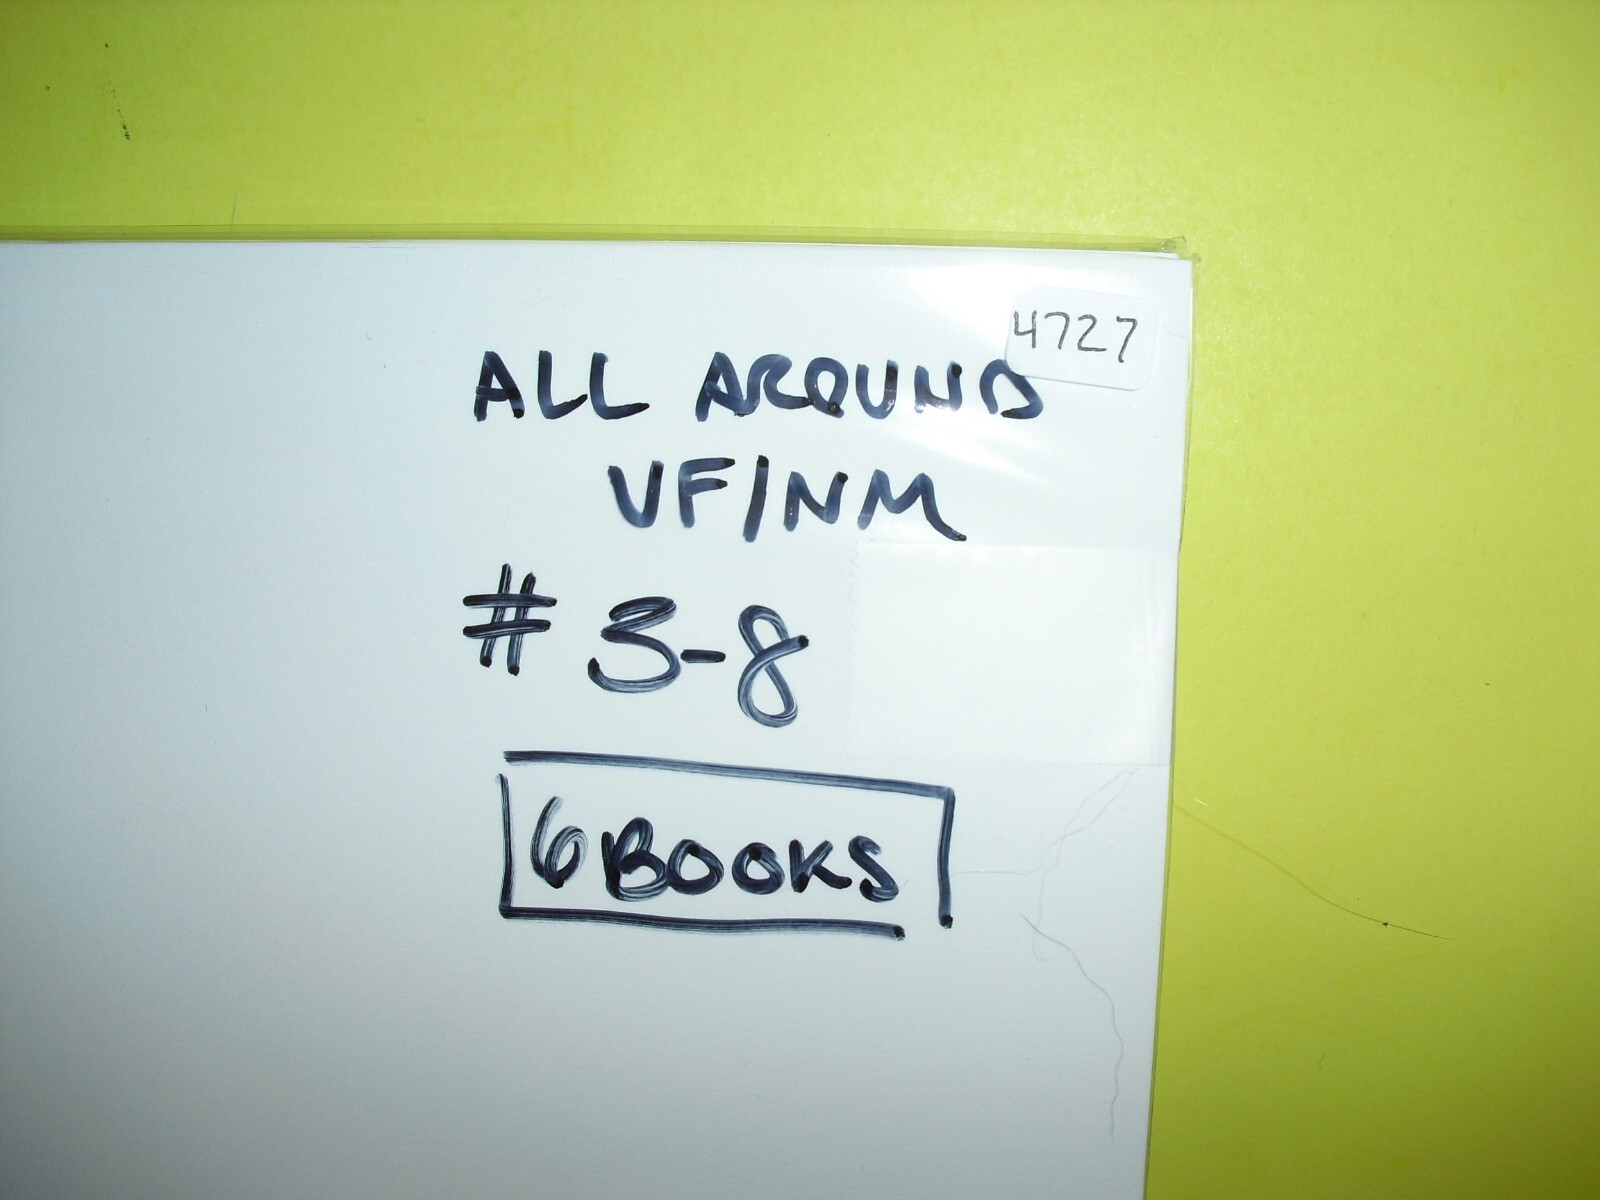 4727
ALL AROUND
VF/NM
# 3-8
6 BOOKS